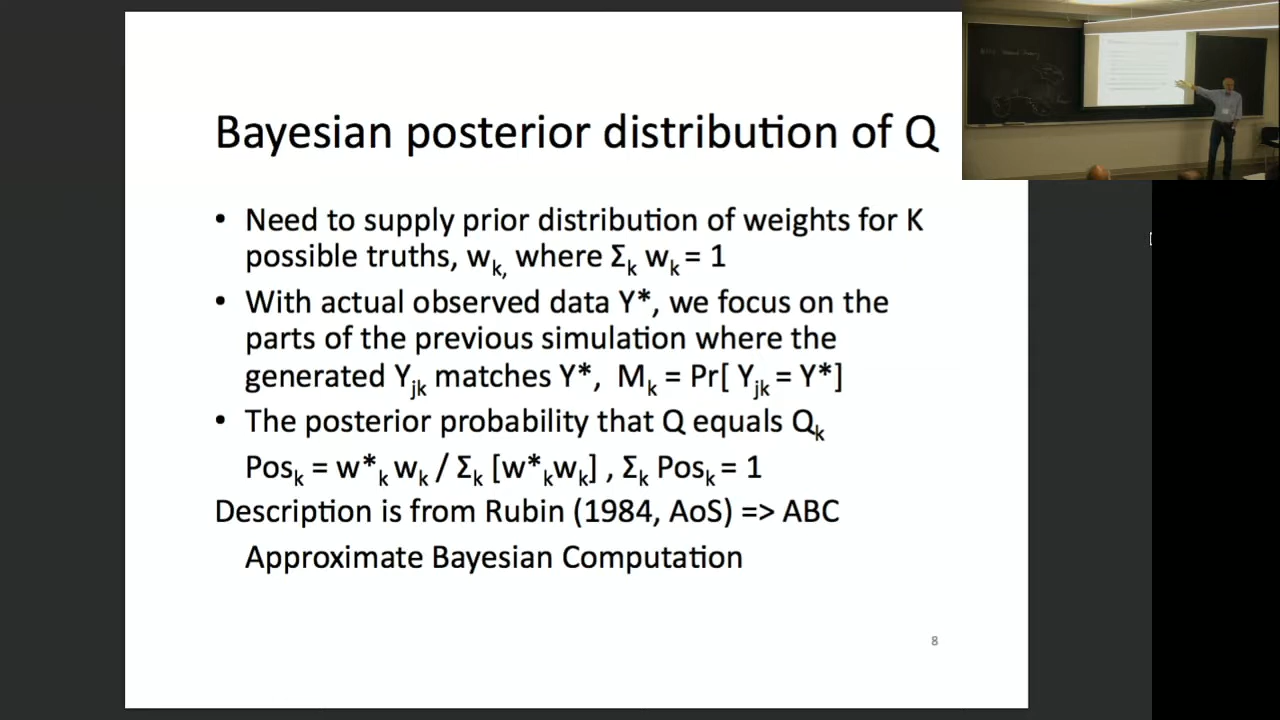 Bayesian posterior distribution of Q
• Need to supply prior distribution of weights for K
possible truths, wk, where Σk wk = 1
• With actual observed data Y*, we focus on the
parts of the previous simulation where the
generated Yjk matches Y*, Mk = Pr[ Yjk = Y*]
• The posterior probability that Q equals Qk
Posk = w*k wk / Σk [w*kwk] , Σk Posk = 1
Description is from Rubin (1984, AoS) => ABC
Approximate Bayesian Computation
8